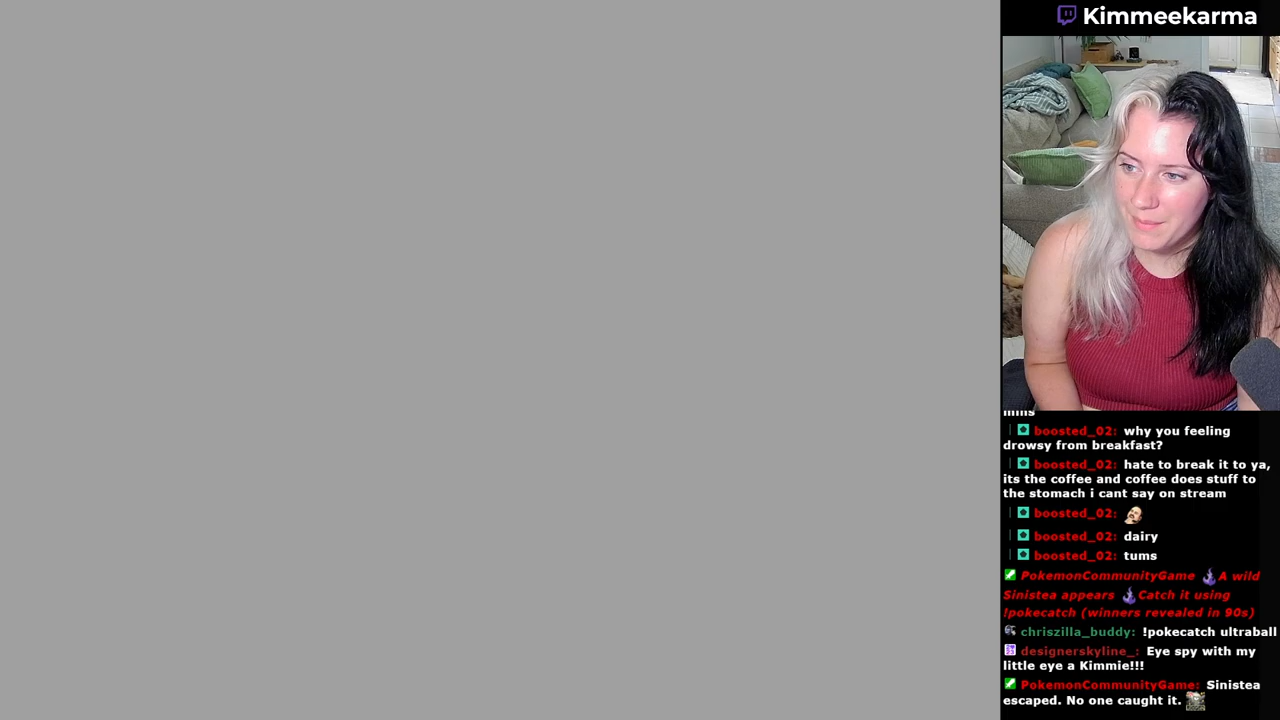 Kimmeekarma
mins
boosted_02: why you feeling
drowsy from breakfast?
boosted_02: hate to break it to ya,
its the coffee and coffee does stuff to
the stomach i cant say on stream
boosted_02:
boosted_02: dairy
boosted_02: tums
PokemonCommunityGame A wild
Sinistea appears Catch it using
!pokecatch (winners revealed in 90s)
chriszilla_buddy: !pokecatch ultraball
designerskyline_: Eye spy with my
little eye a Kimmie!!!
PokemonCommunityGame: Sinistea
escaped. No one caught it.